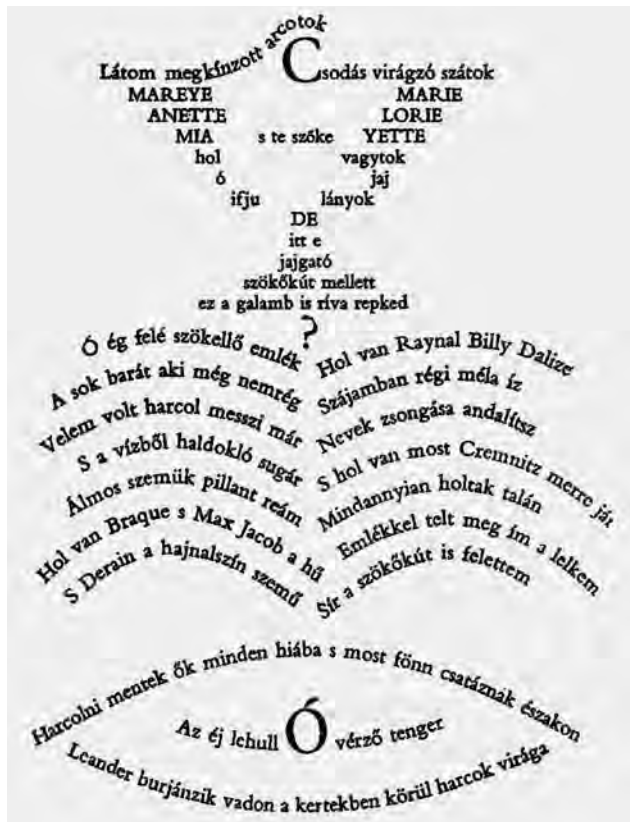 Látom megkínzott arcotok
Csodás virágzó szátok
MAREYE MARIE
ANETTE LORIE
MIA s te szőke YETTE
hol vagytok
ó jaj
ifju lányok
DE
itt e
jajgató
szökőkút mellett
ez a galamb is ríva repked
?
Ó ég felé szökellő emlék
A sok barát aki még nemrég
Velem volt harcol messzi már
S a vízből haldokló sugár
Álmos szemük pillant reám
Hol van Braque s Max Jacob a hű
S Derain a hajnalszín szemű
Hol van Raynal Billy Dalize
Szájamban régi méla íz
Nevek zsongása andalítsz
S hol van most Cremnitz merre jár
Mindannyian holtak talán
Emlékkel telt meg ím a lelkem
Sír a szökőkút is felettem
Harcolni mentek ők minden hiába s most fönn csatáznak északon
Az éj lehull Ó vérző tenger
Leander burjánzik vadon a kertekben körül harcok virága